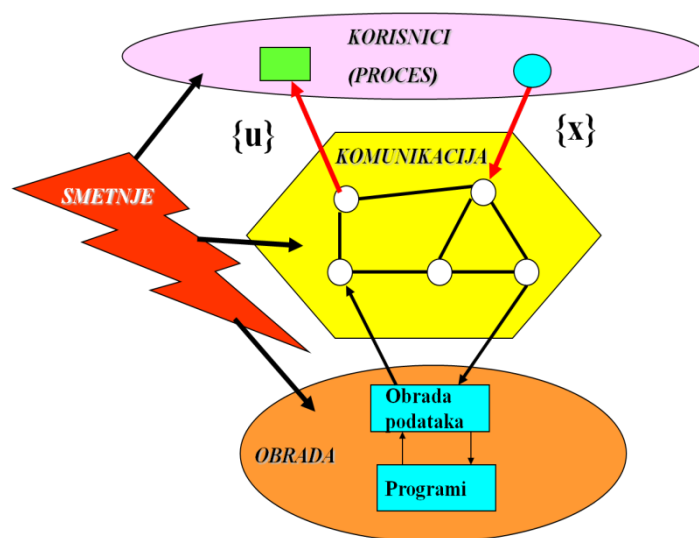 KORISNICI
(PROCES)
{u}
{x}
KOMUNIKACIJA
SMETNJE
Obrada
podataka
OBRADA
Programi